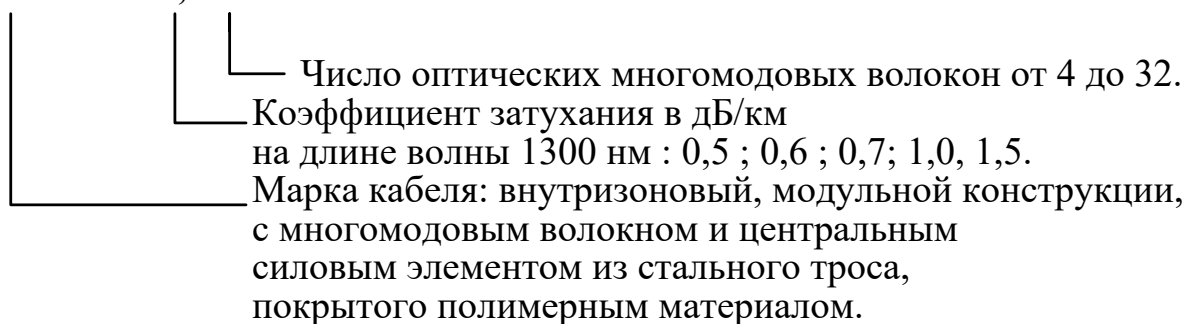 Число оптических многомодовых волокон от 4 до 32.
Коэффициент затухания в дБ/км
на длине волны 1300 нм : 0,5 ; 0,6 ; 0,7; 1,0, 1,5.
Марка кабеля: внутризоновый, модульной конструкции,
с многомодовым волокном и центральным
силовым элементом из стального троса,
покрытого полимерным материалом.